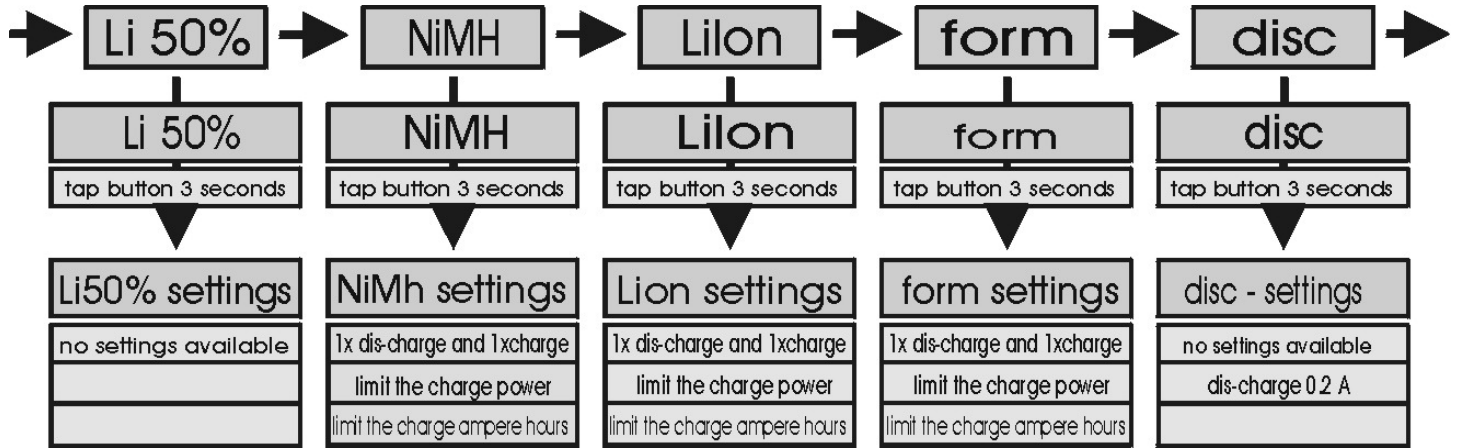 Li 50%
NiMH
LiIon
form
disc
Li 50%
NiMH
LiIon
form
disc
tap button 3 seconds
tap button 3 seconds
tap button 3 seconds
tap button 3 seconds
tap button 3 seconds
Li50% settings
NiMh settings
Lion settings
form settings
disc - settings
no settings available
1x dis-charge and 1xcharge
1x dis-charge and 1xcharge
1x dis-charge and 1xcharge
no settings available
limit the charge power
limit the charge power
limit the charge power
dis-charge 0.2 A
limit the charge ampere hours
limit the charge ampere hours
limit the charge ampere hours